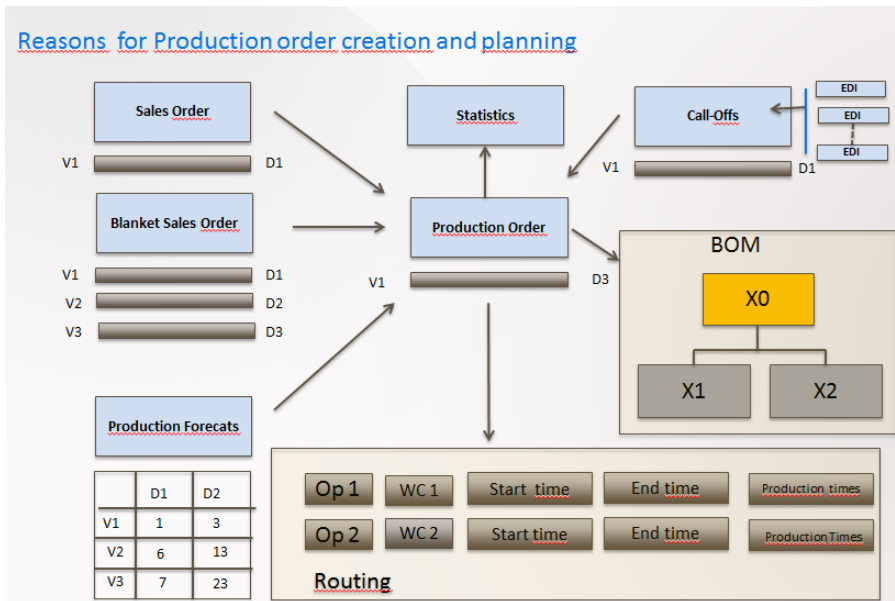 Reasons for Production order creation and planning
Sales Order
Statistics
Call-Offs
EDI
EDI
EDI
V1
D1
V1
D1
Blanket Sales Order
Production Order
V1
D1
V2
D2
V3
D3
V1
D3
BOM
X0
X1
X2
Production Forecats
D1
D2
V1
1
3
V2
6
13
V3
7
23
Op 1
WC 1
Start time
End time
Production times
Op 2
WC 2
Start time
End time
Production Times
Routing